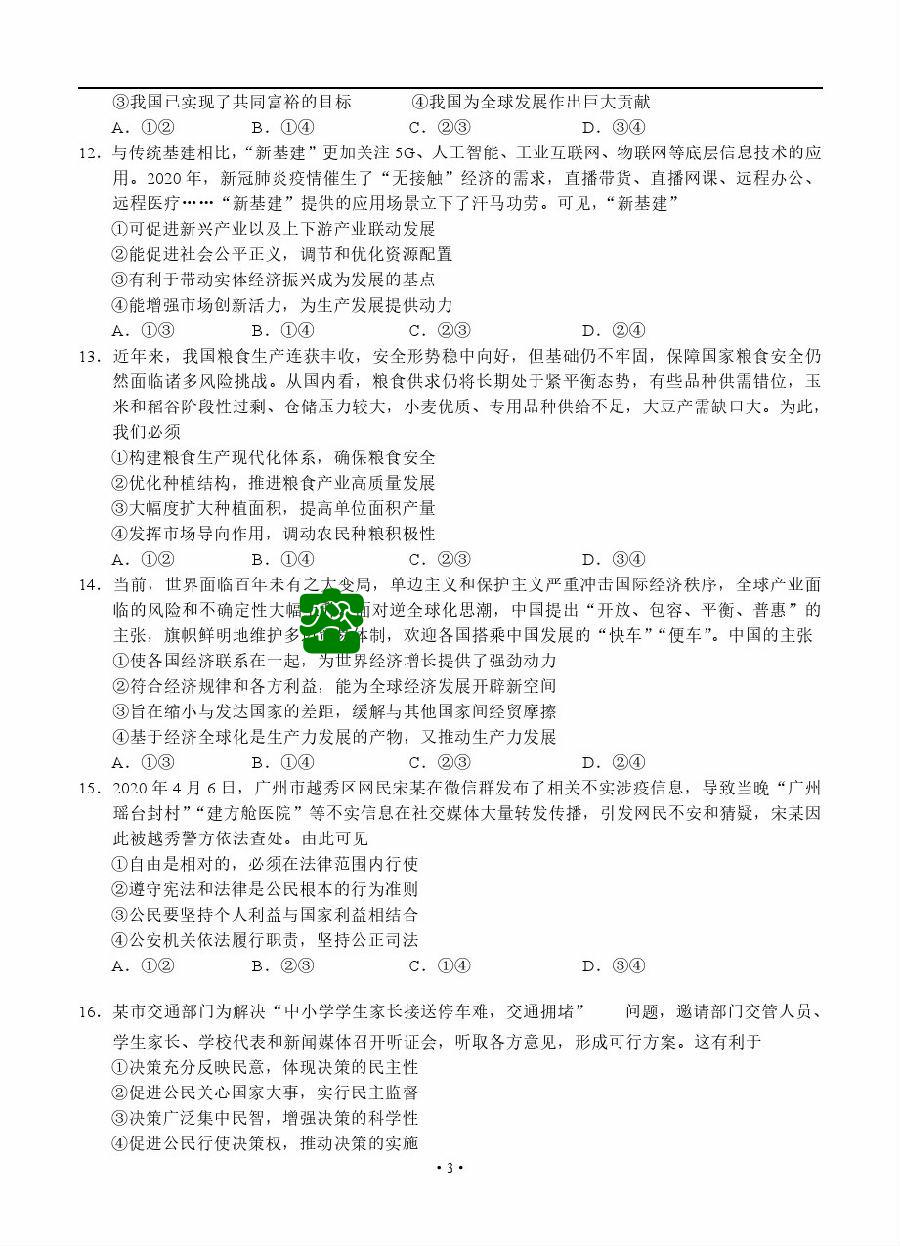 ③我国已实现了共同富裕的目标 ④我国为全球发展作出巨大贡献
A．①② B．①④ C．②③ D．③④
12．与传统基建相比，“新基建”更加关注 5G、人工智能、工业互联网、物联网等底层信息技术的应
用。2020 年，新冠肺炎疫情催生了“无接触”经济的需求，直播带货、直播网课、远程办公、
远程医疗……“新基建”提供的应用场景立下了汗马功劳。可见，“新基建”
①可促进新兴产业以及上下游产业联动发展
②能促进社会公平正义，调节和优化资源配置
③有利于带动实体经济振兴成为发展的基点
④能增强市场创新活力，为生产发展提供动力
A．①③ B．①④ C．②③ D．②④
13．近年来，我国粮食生产连获丰收，安全形势稳中向好，但基础仍不牢固，保障国家粮食安全仍
然面临诸多风险挑战。从国内看，粮食供求仍将长期处于紧平衡态势，有些品种供需错位，玉
米和稻谷阶段性过剩、仓储压力较大，小麦优质、专用品种供给不足，大豆产需缺口大。为此，
我们必须
①构建粮食生产现代化体系，确保粮食安全
②优化种植结构，推进粮食产业高质量发展
③大幅度扩大种植面积，提高单位面积产量
④发挥市场导向作用，调动农民种粮积极性
A．①② B．①④ C．②③ D．③④
14．当前，世界面临百年未有之大变局，单边主义和保护主义严重冲击国际经济秩序，全球产业面
临的风险和不确定性大幅 面对逆全球化思潮，中国提出“开放、包容、平衡、普惠”的
主张，旗帜鲜明地维护多 体制，欢迎各国搭乘中国发展的“快车”“便车”。中国的主张
①使各国经济联系在一起，为世界经济增长提供了强劲动力
②符合经济规律和各方利益，能为全球经济发展开辟新空间
③旨在缩小与发达国家的差距，缓解与其他国家间经贸摩擦
④基于经济全球化是生产力发展的产物，又推动生产力发展
A．①③ B．①④ C．②③ D．②④
15．2020 年 4 月 6 日，广州市越秀区网民宋某在微信群发布了相关不实涉疫信息，导致当晚“广州
瑶台封村”“建方舱医院”等不实信息在社交媒体大量转发传播，引发网民不安和猜疑，宋某因
此被越秀警方依法查处。由此可见
①自由是相对的，必须在法律范围内行使
②遵守宪法和法律是公民根本的行为准则
③公民要坚持个人利益与国家利益相结合
④公安机关依法履行职责，坚持公正司法
A．①② B．②③ C．①④ D．③④
16．某市交通部门为解决“中小学学生家长接送停车难，交通拥堵” 问题，邀请部门交管人员、
学生家长、学校代表和新闻媒体召开听证会，听取各方意见，形成可行方案。这有利于
①决策充分反映民意，体现决策的民主性
②促进公民关心国家大事，实行民主监督
③决策广泛集中民智，增强决策的科学性
④促进公民行使决策权，推动决策的实施
·3·